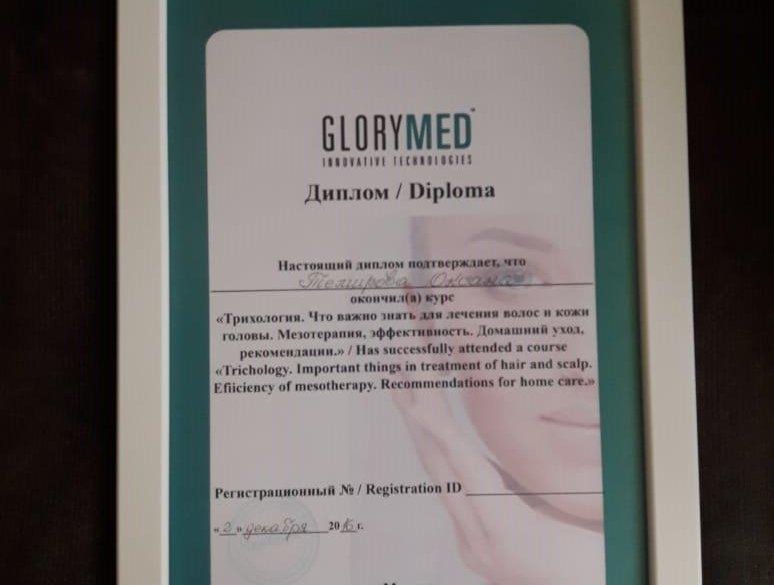 GLORYMED
INNOVATIVE TECHNOLOGIES
Диплом / Diploma
Настоящий диплом подтверждает, что
Темирова Оксана
окончил(а) курс
«Трихология. Что важно знать для лечения волос и кожи
головы. Мезотерапия, эффективность. Домашний уход,
рекомендации.» / Has successfully attended a course
«Trichology. Important things in treatment of hair and scalp.
Efiiciency of mesotherapy. Recommendations for home care.»
Регистрационный № / Registration ID
«2» декабря 2016 г.